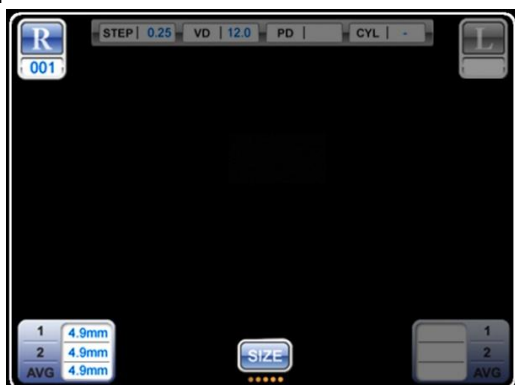 R
STEP 0.25 VD 12.0 PD CYL -
L
001
1 4.9mm
2 4.9mm
AVG 4.9mm
SIZE
1
2
AVG